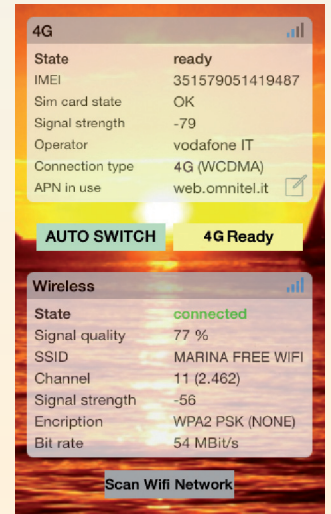 4G
State ready
IMEI 351579051419487
Sim card state OK
Signal strength -79
Operator vodafone IT
Connection type 4G (WCDMA)
APN in use web.omnitel.it
AUTO SWITCH 4G Ready
Wireless
State connected
Signal quality 77 %
SSID MARINA FREE WIFI
Channel 11 (2.462)
Signal strength -56
Encription WPA2 PSK (NONE)
Bit rate 54 MBit/s
Scan Wifi Network